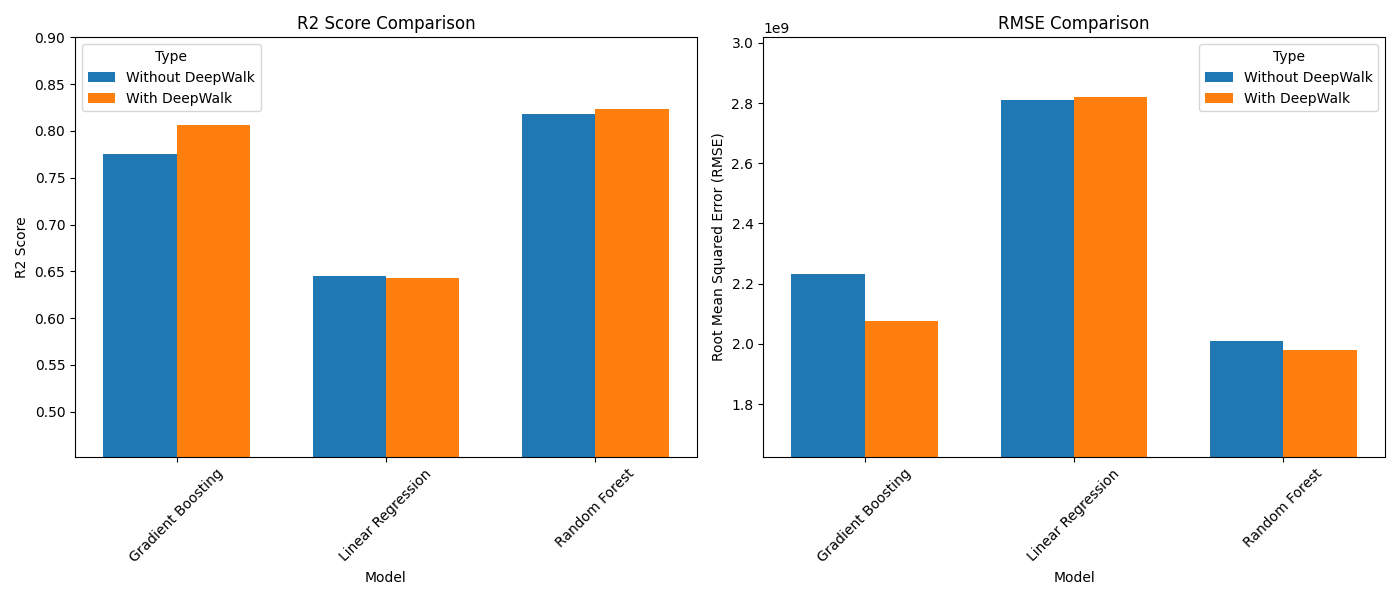 R2 Score Comparison
0.90
0.85
0.80
0.75
0.70
0.65
0.60
0.55
0.50
R2 Score
Type
Without DeepWalk
With DeepWalk
Gradient Boosting
Linear Regression
Random Forest
Model
RMSE Comparison
1e9
3.0
2.8
2.6
2.4
2.2
2.0
1.8
Root Mean Squared Error (RMSE)
Type
Without DeepWalk
With DeepWalk
Gradient Boosting
Linear Regression
Random Forest
Model